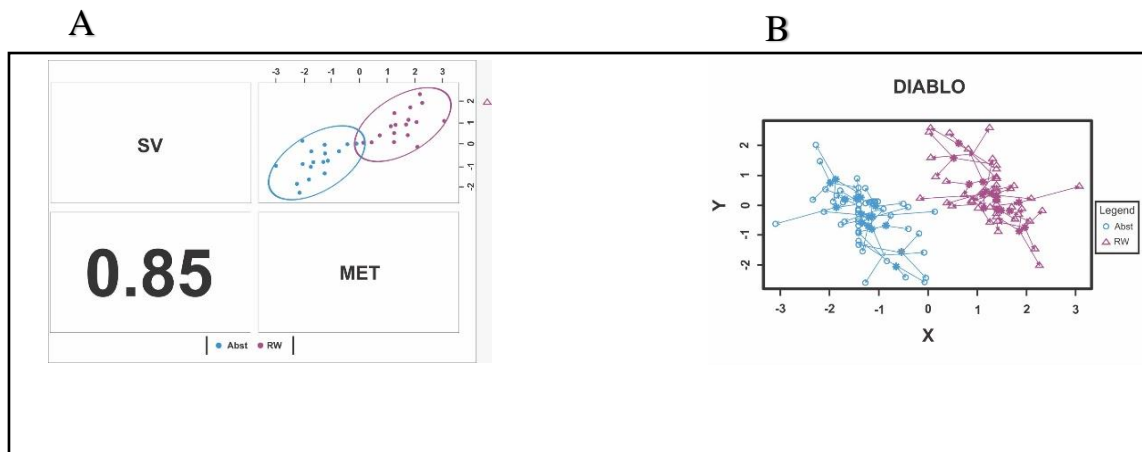 A
B
-3 -2 -1 0 1 2 3
SV
2
1
0
-1
-2
0.85
MET
Abst RW
DIABLO
2
1
0
-1
-2
Y
-3 -2 -1 0 1 2 3
X
Legend
Abst
RW